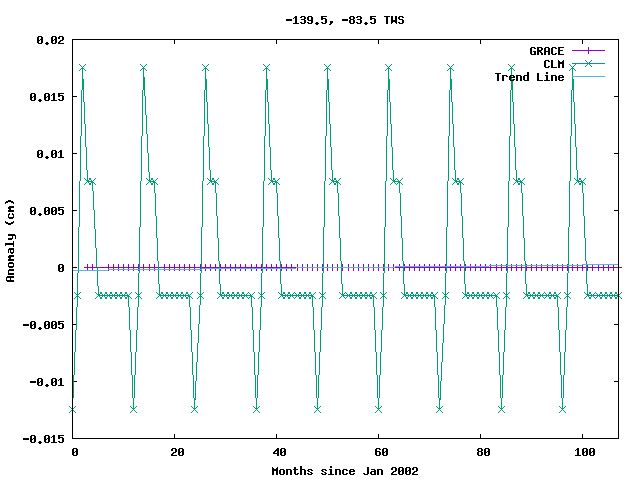 -139.5, -83.5 TWS
0.02
GRACE
CLM
Trend Line
0.015
0.01
0.005
Anomaly (cm)
0
-0.005
-0.01
-0.015
0 20 40 60 80 100
Months since Jan 2002